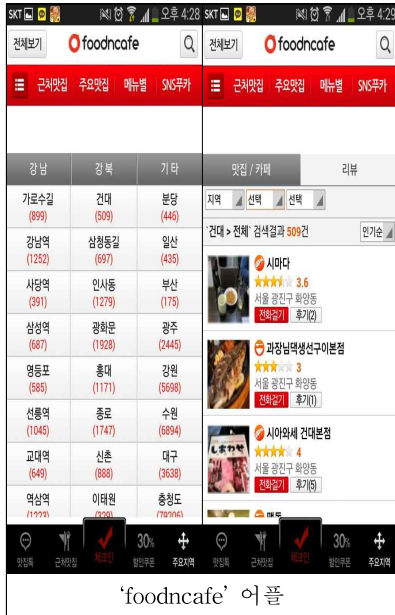 SKT 오후 4:28
전체보기 foodncafe
근처맛집 주요맛집 메뉴별 SNS푸카
강남 강북 기타
가로수길 건대 분당
(899) (509) (446)
강남역 삼청동길 일산
(1252) (697) (435)
사당역 인사동 부산
(391) (1279) (175)
삼성역 광화문 광주
(687) (1928) (2445)
영등포 홍대 강원
(585) (1171) (5698)
선릉역 종로 수원
(1045) (1747) (6894)
교대역 신촌 대구
(649) (888) (3638)
역삼역 이태원 충청도
(1223) (329) (79206)
맛집톡 근처맛집 체크인 30% 할인쿠폰 주요지역
SKT 오후 4:29
전체보기 foodncafe
근처맛집 주요맛집 메뉴별 SNS푸카
맛집 / 카페 리뷰
지역 선택 선택
'건대 > 전체' 검색결과 509건 인기순
시마다
3.6
서울 광진구 화양동
전화걸기 후기(2)
과장님댁생선구이본점
3
서울 광진구 화양동
전화걸기 후기(1)
시아와세 건대본점
4
서울 광진구 화양동
전화걸기 후기(5)
맛집톡 근처맛집 체크인 30% 할인쿠폰 주요지역
'foodncafe' 어플